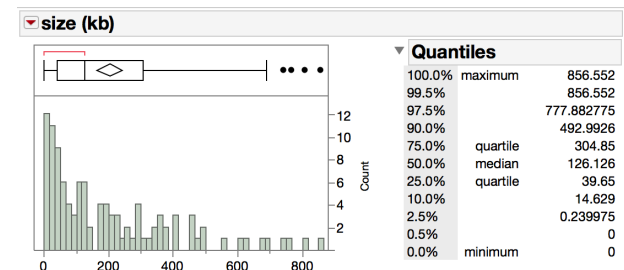 size (kb)
12
10
8
6
4
2
Count
0 200 400 600 800
Quantiles
100.0% maximum 856.552
99.5% 856.552
97.5% 777.882775
90.0% 492.9926
75.0% quartile 304.85
50.0% median 126.126
25.0% quartile 39.65
10.0% 14.629
2.5% 0.239975
0.5% 0
0.0% minimum 0